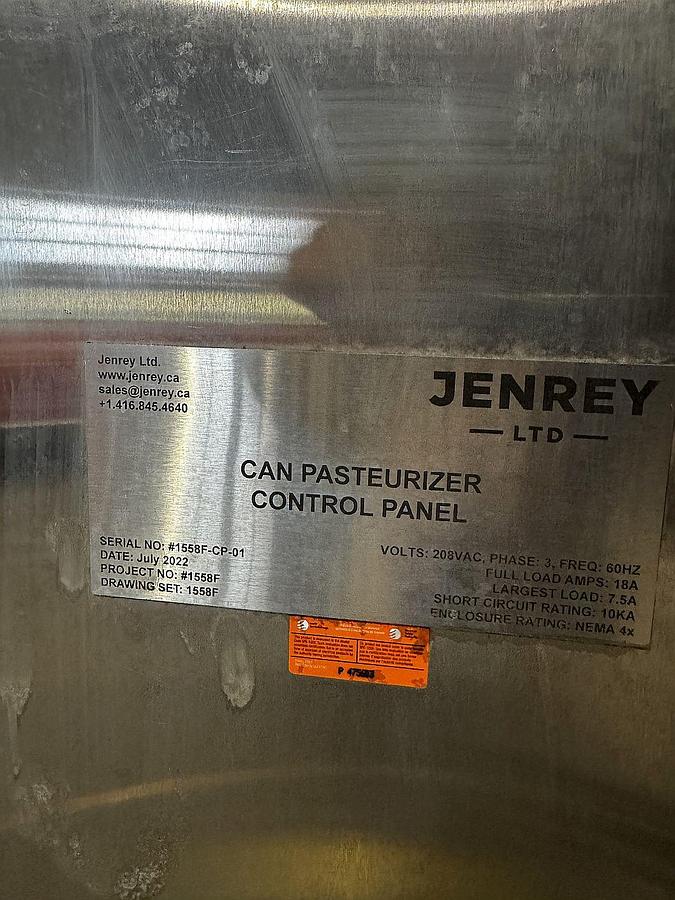 Jenrey Ltd.
www.jenrey.ca
sales@jenrey.ca
+1.416.845.4640
JENREY
LTD
CAN PASTEURIZER
CONTROL PANEL
SERIAL NO: #1558F-CP-01
DATE: July 2022
PROJECT NO: #1558F
DRAWING SET: 1558F
VOLTS: 208VAC, PHASE: 3, FREQ: 60HZ
FULL LOAD AMPS: 18A
LARGEST LOAD: 7.5A
SHORT CIRCUIT RATING: 10KA
ENCLOSURE RATING: NEMA 4x